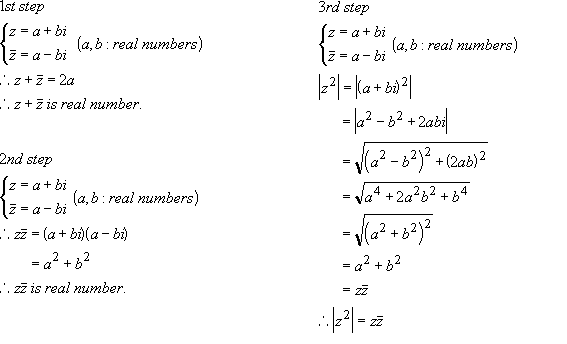 1st step
{ z = a + bi
z̅ = a − bi (a, b : real numbers)
∴ z + z̅ = 2a
∴ z + z̅ is real number.
2nd step
{ z = a + bi
z̅ = a − bi (a, b : real numbers)
∴ zz̅ = (a + bi)(a − bi)
= a² + b²
∴ zz̅ is real number.
3rd step
{ z = a + bi
z̅ = a − bi (a, b : real numbers)
|z²| = |(a + bi)²|
= |a² − b² + 2abi|
= √((a² − b²)² + (2ab)²)
= √(a⁴ + 2a²b² + b⁴)
= √((a² + b²)²)
= a² + b²
= zz̅
∴ |z²| = zz̅